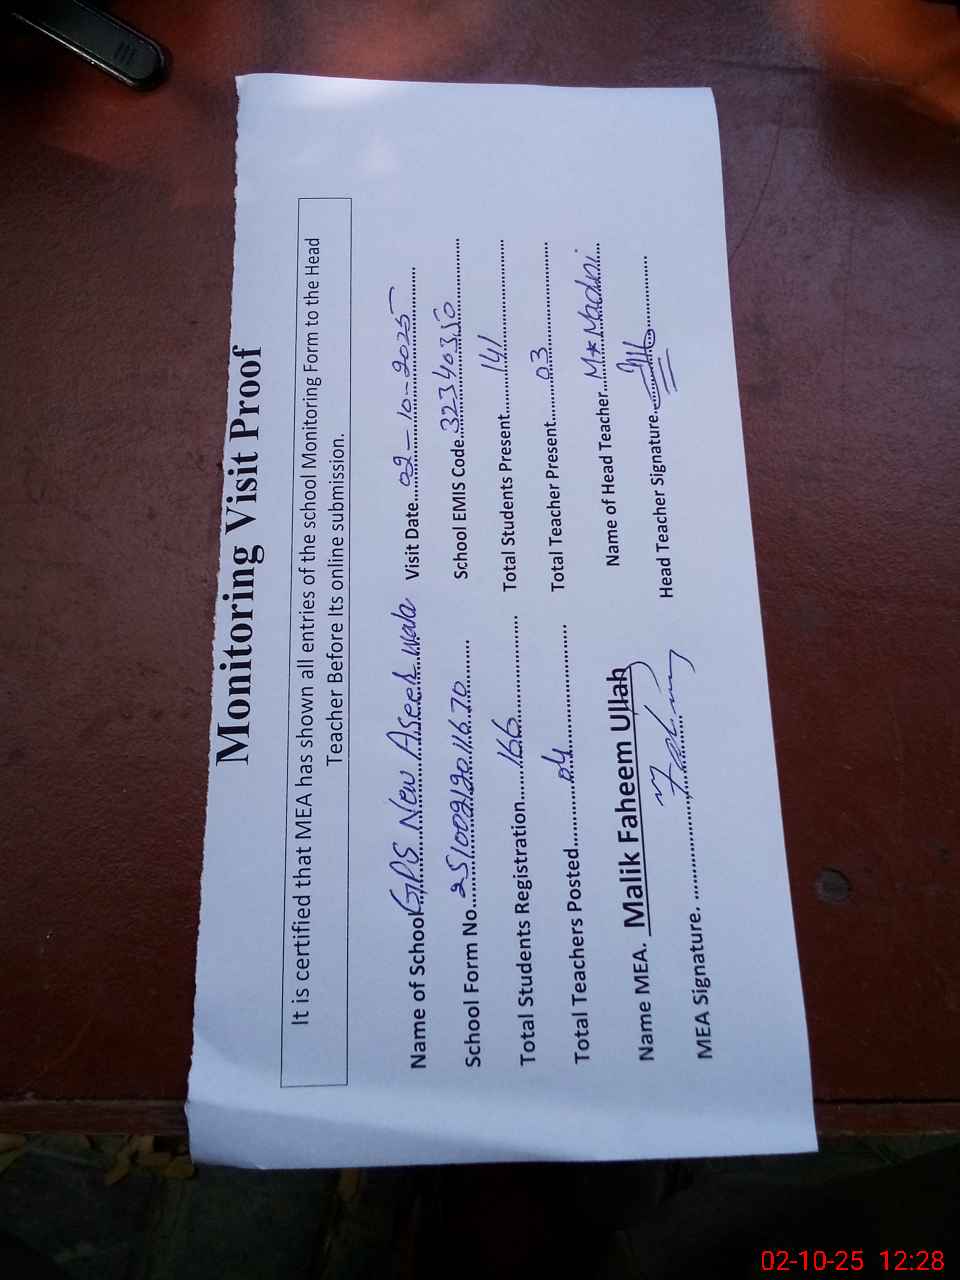 Monitoring Visit Proof
It is certified that MEA has shown all entries of the school Monitoring Form to the Head
Teacher Before Its online submission.
Name of School GPS New Aseel wala Visit Date 02-10-2025
School Form No. 25100212011670 School EMIS Code 32340350
Total Students Registration 166 Total Students Present 141
Total Teachers Posted 04 Total Teacher Present 03
Name MEA. Malik Faheem Ullah Name of Head Teacher M* Madni
MEA Signature. Head Teacher Signature.
02-10-25 12:28